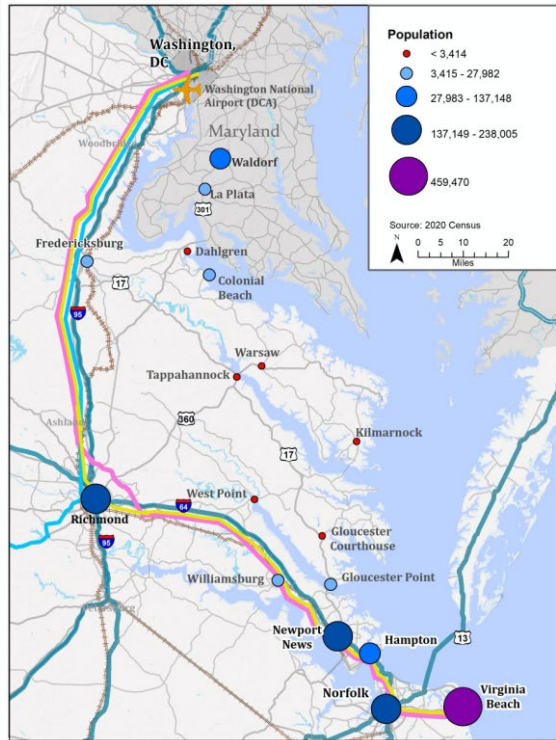 Washington,
DC
Washington National
Airport (DCA)
Maryland
Woodbridge
Waldorf
La Plata
301
Fredericksburg
Dahlgren
17
Colonial
Beach
95
Warsaw
Tappahannock
360
Ashland
Kilmarnock
17
West Point
64
Richmond
95
Gloucester
Courthouse
Williamsburg
Gloucester Point
Petersburg
Newport
News
Hampton
13
Norfolk
Virginia
Beach
Population
< 3,414
3,415 - 27,982
27,983 - 137,148
137,149 - 238,005
459,470
Source: 2020 Census
N
0 5 10 20
Miles